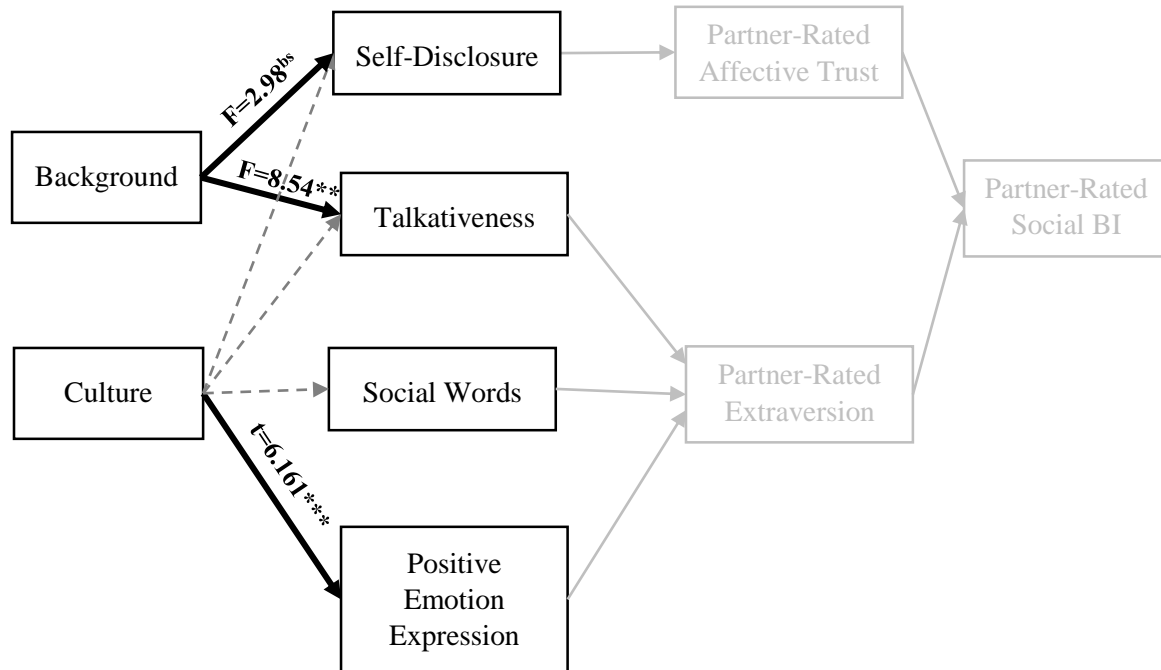 Self-Disclosure
Partner-Rated
Affective Trust
F=2.98bs
Background
F=8.54**
Talkativeness
Partner-Rated
Social BI
Culture
Social Words
Partner-Rated
Extraversion
t=6.161***
Positive
Emotion
Expression